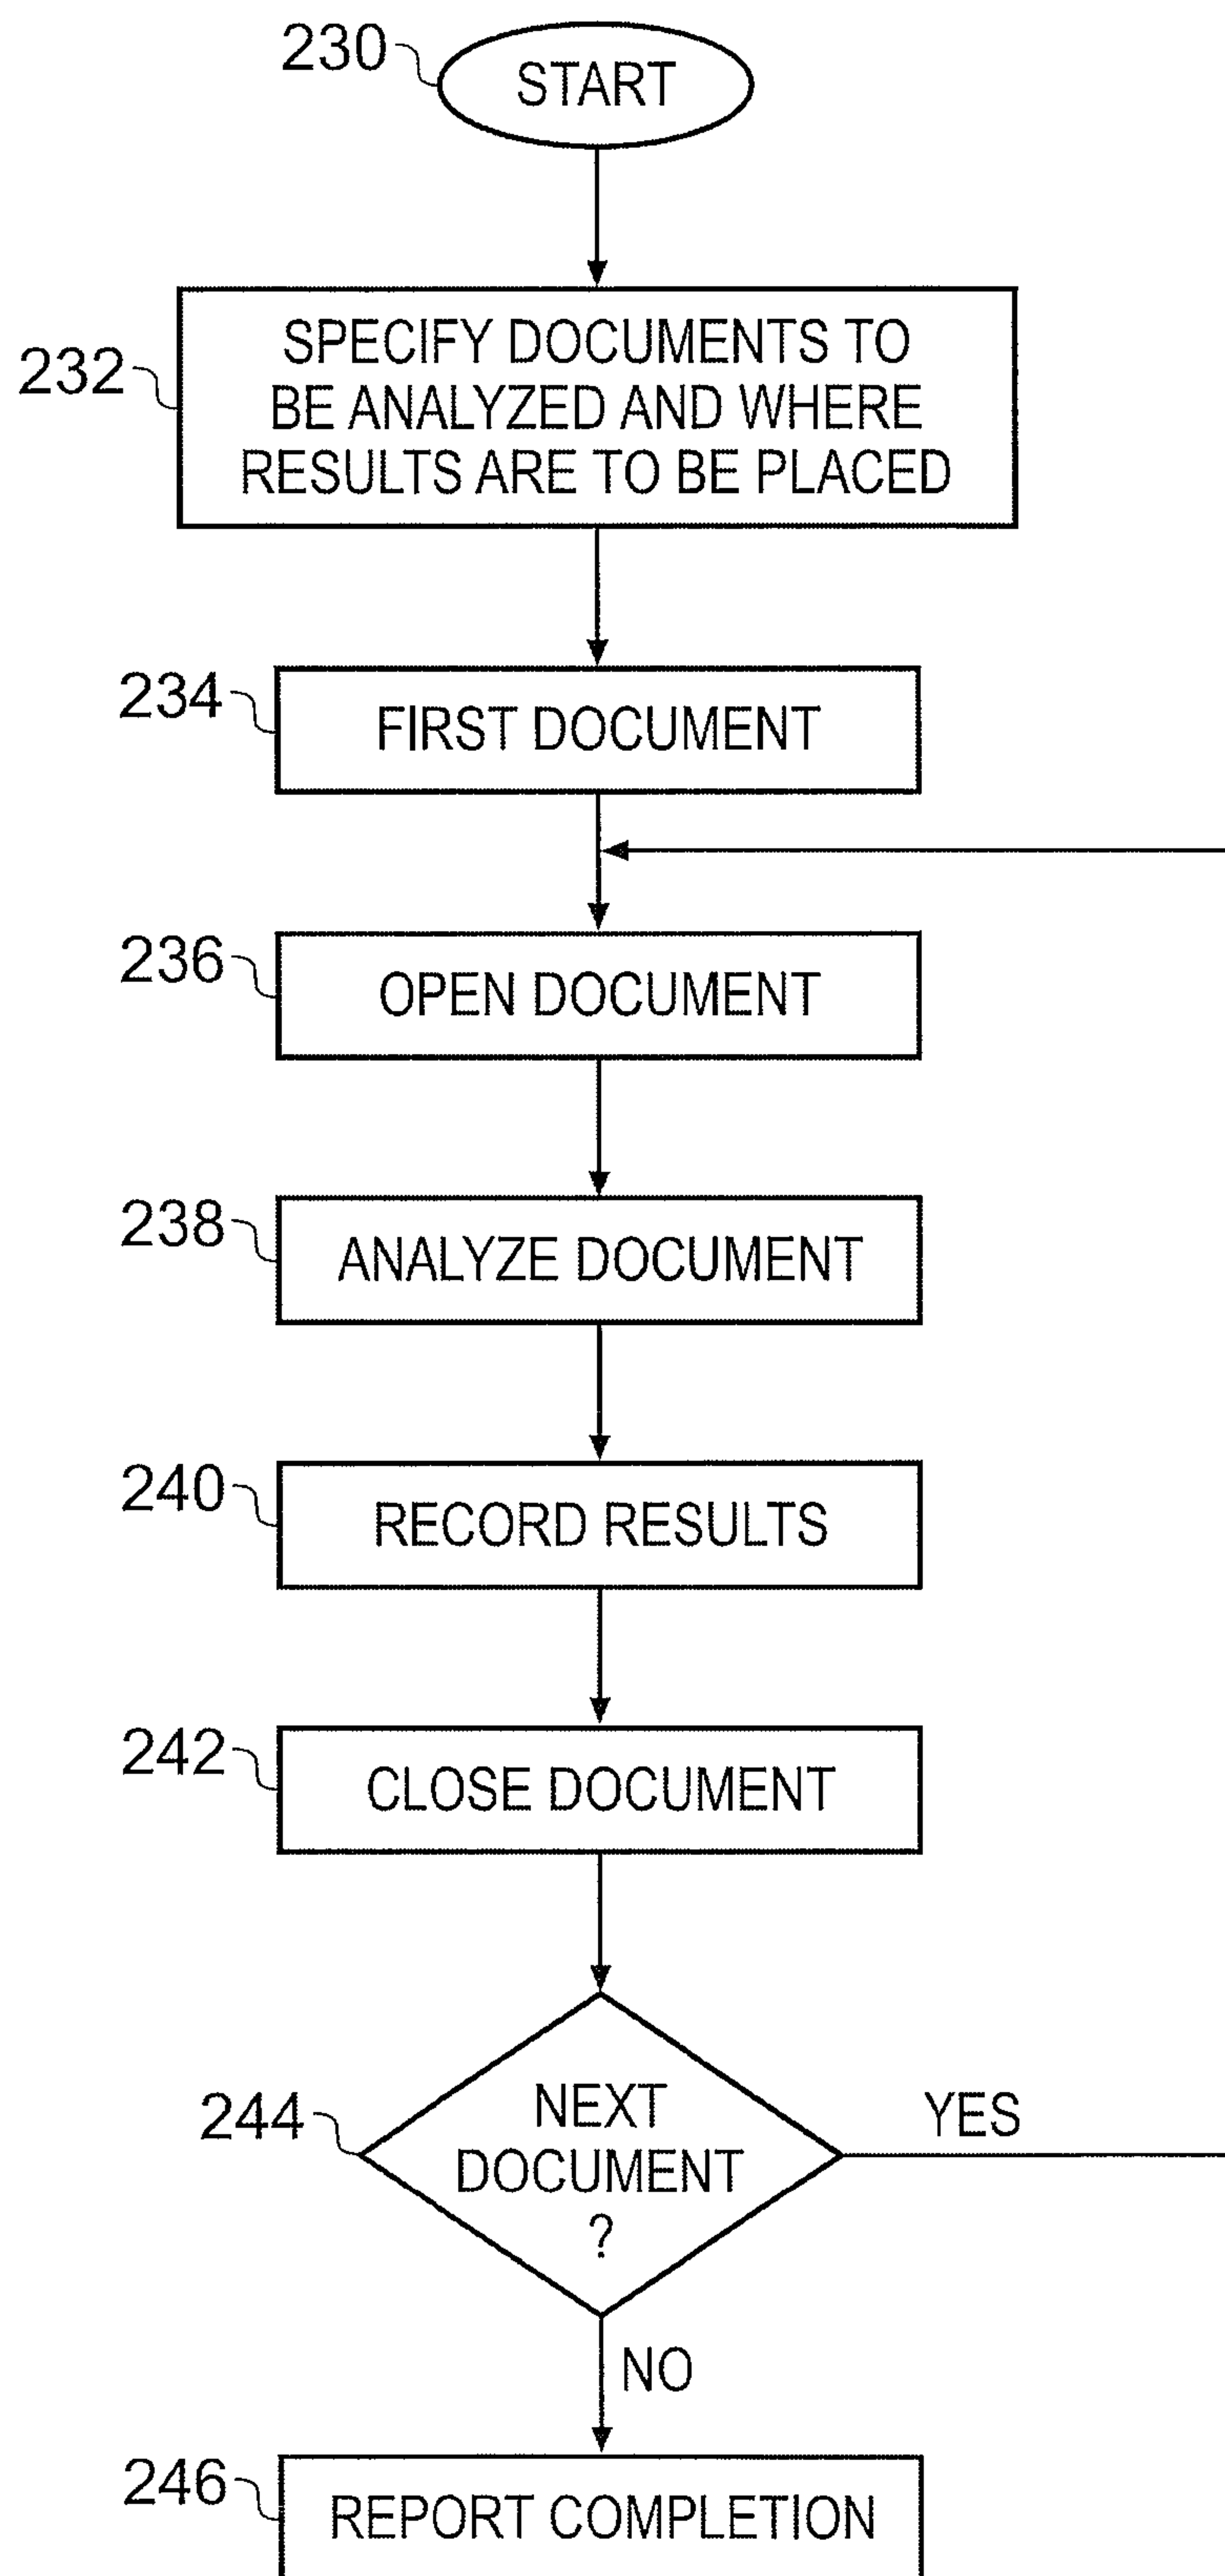 230
START
232
SPECIFY DOCUMENTS TO
BE ANALYZED AND WHERE
RESULTS ARE TO BE PLACED
234
FIRST DOCUMENT
236
OPEN DOCUMENT
238
ANALYZE DOCUMENT
240
RECORD RESULTS
242
CLOSE DOCUMENT
244
NEXT
DOCUMENT
?
YES
NO
246
REPORT COMPLETION